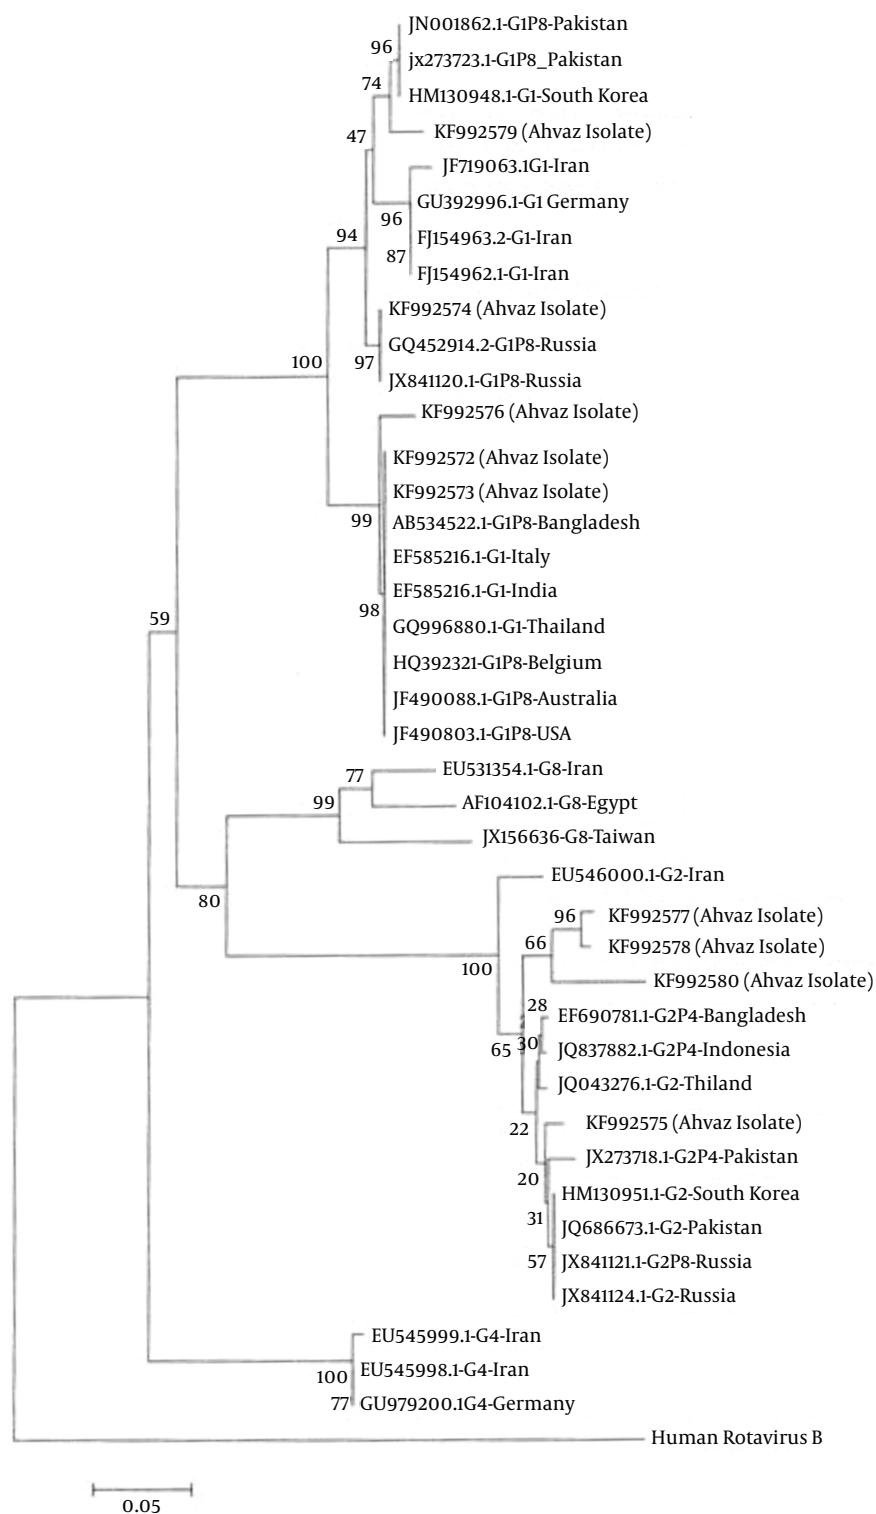 JN001862.1-G1P8-Pakistan
96
jx273723.1-G1P8_Pakistan
74
HM130948.1-G1-South Korea
KF992579 (Ahvaz Isolate)
47
JF719063.1G1-Iran
GU392996.1-G1 Germany
96
94
FJ154963.2-G1-Iran
87
FJ154962.1-G1-Iran
KF992574 (Ahvaz Isolate)
GQ452914.2-G1P8-Russia
100
97
JX841120.1-G1P8-Russia
KF992576 (Ahvaz Isolate)
KF992572 (Ahvaz Isolate)
KF992573 (Ahvaz Isolate)
99
AB534522.1-G1P8-Bangladesh
EF585216.1-G1-Italy
EF585216.1-G1-India
98
59
GQ996880.1-G1-Thailand
HQ392321-G1P8-Belgium
JF490088.1-G1P8-Australia
JF490803.1-G1P8-USA
EU531354.1-G8-Iran
77
99
AF104102.1-G8-Egypt
JX156636-G8-Taiwan
EU546000.1-G2-Iran
80
96
KF992577 (Ahvaz Isolate)
66
KF992578 (Ahvaz Isolate)
100
KF992580 (Ahvaz Isolate)
28
EF690781.1-G2P4-Bangladesh
30
65
JQ837882.1-G2P4-Indonesia
JQ043276.1-G2-Thiland
22
KF992575 (Ahvaz Isolate)
JX273718.1-G2P4-Pakistan
20
HM130951.1-G2-South Korea
31
JQ686673.1-G2-Pakistan
57
JX841121.1-G2P8-Russia
JX841124.1-G2-Russia
EU545999.1-G4-Iran
100
EU545998.1-G4-Iran
77
GU979200.1G4-Germany
Human Rotavirus B
0.05